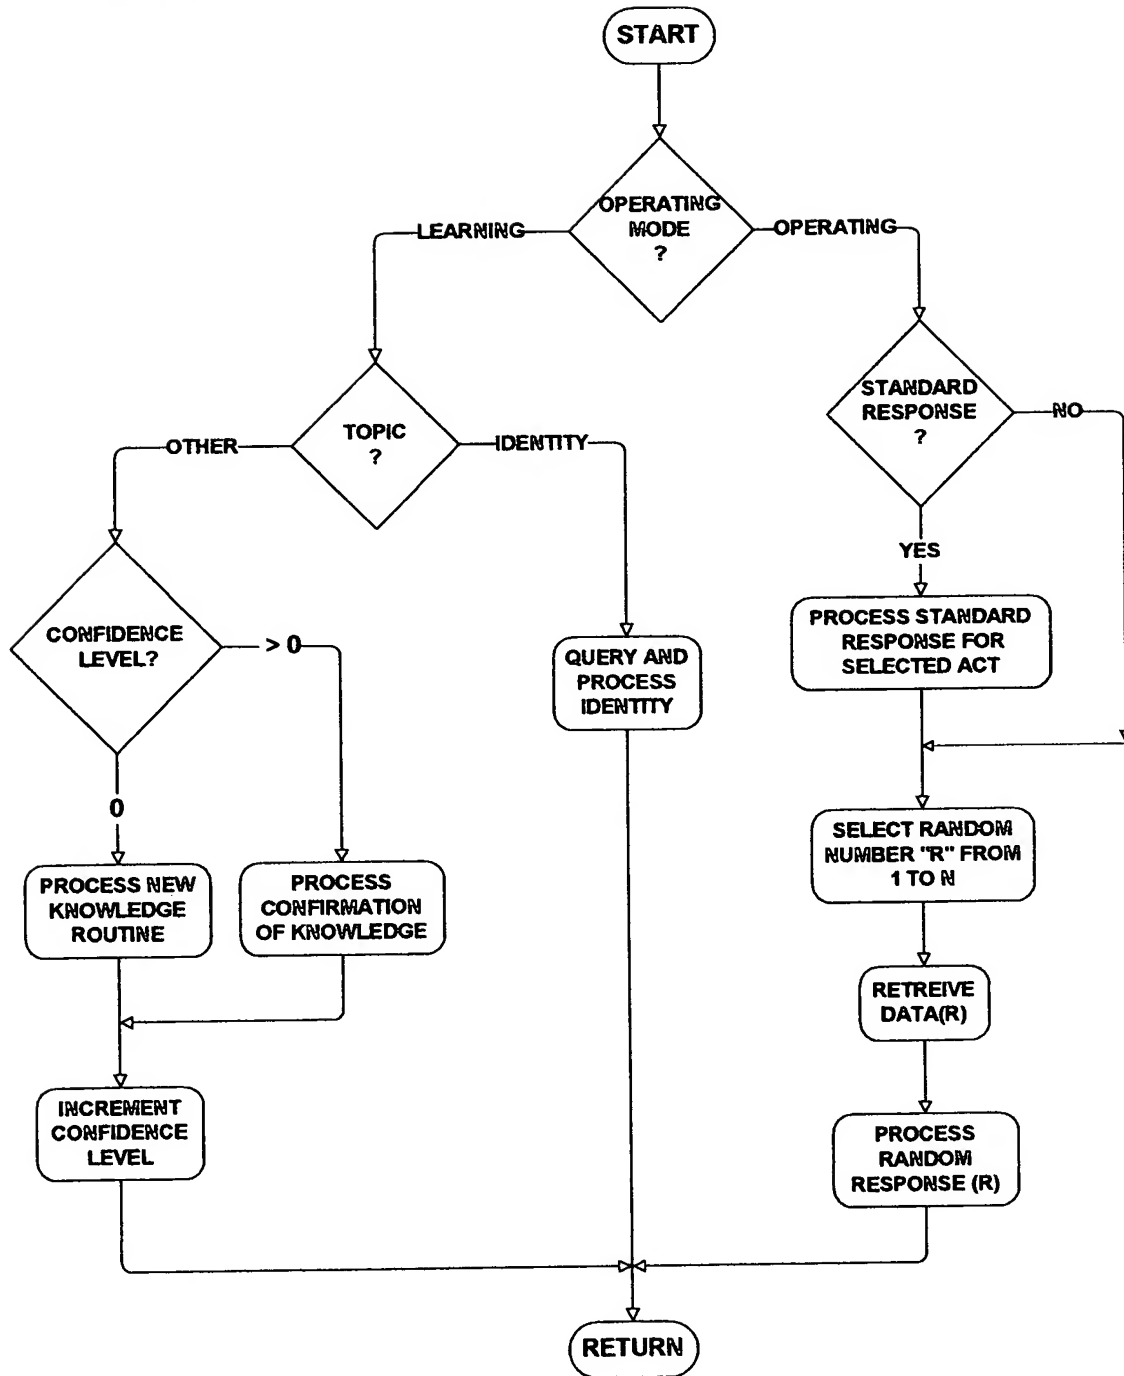 START
OPERATING
MODE
?
LEARNING
OPERATING
TOPIC
?
OTHER
IDENTITY
STANDARD
RESPONSE
?
NO
YES
CONFIDENCE
LEVEL?
> 0
0
QUERY AND
PROCESS
IDENTITY
PROCESS STANDARD
RESPONSE FOR
SELECTED ACT
PROCESS NEW
KNOWLEDGE
ROUTINE
PROCESS
CONFIRMATION
OF KNOWLEDGE
SELECT RANDOM
NUMBER "R" FROM
1 TO N
RETREIVE
DATA(R)
INCREMENT
CONFIDENCE
LEVEL
PROCESS
RANDOM
RESPONSE (R)
RETURN